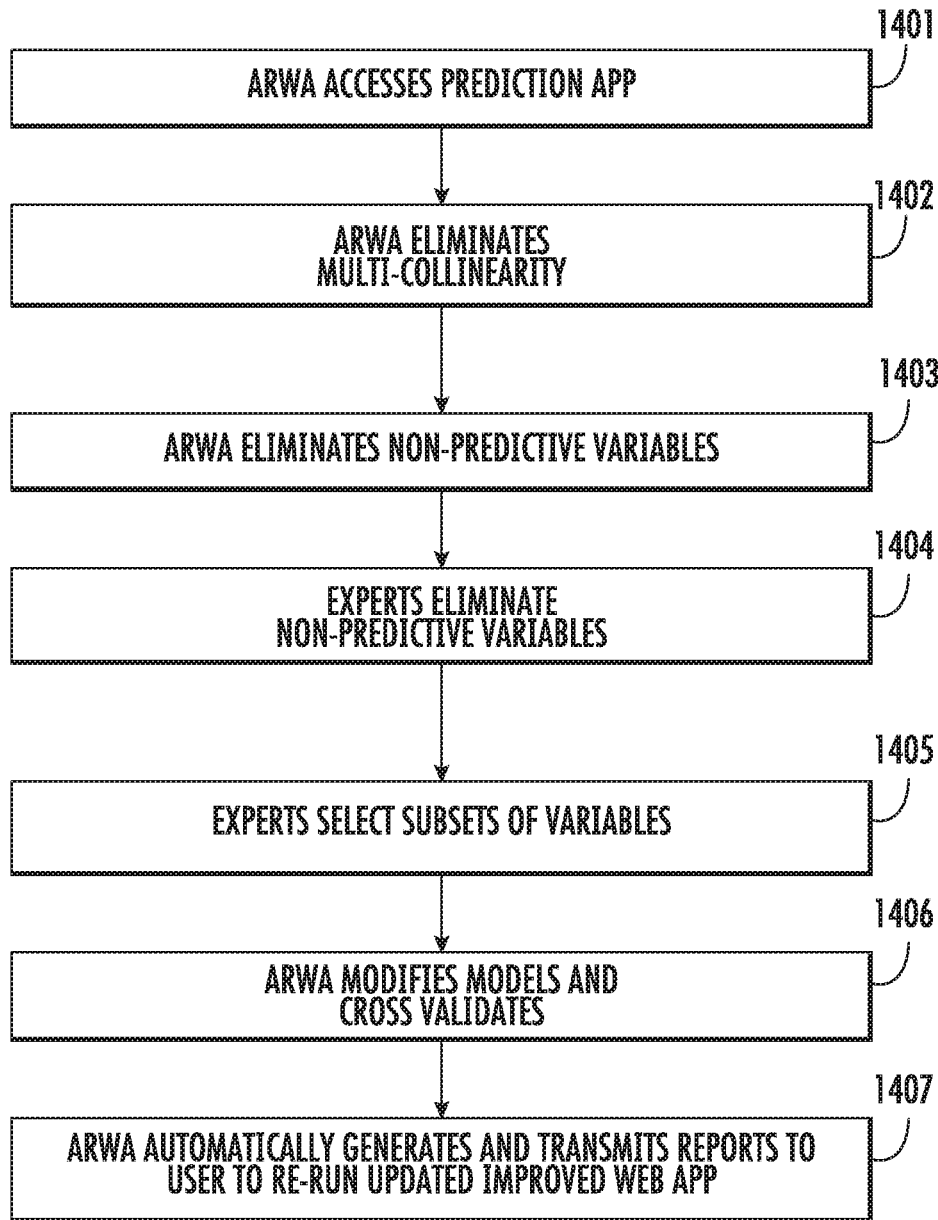 1401
ARWA ACCESSES PREDICTION APP
1402
ARWA ELIMINATES
MULTI-COLLINEARITY
1403
ARWA ELIMINATES NON-PREDICTIVE VARIABLES
1404
EXPERTS ELIMINATE
NON-PREDICTIVE VARIABLES
1405
EXPERTS SELECT SUBSETS OF VARIABLES
1406
ARWA MODIFIES MODELS AND
CROSS VALIDATES
1407
ARWA AUTOMATICALLY GENERATES AND TRANSMITS REPORTS TO
USER TO RE-RUN UPDATED IMPROVED WEB APP